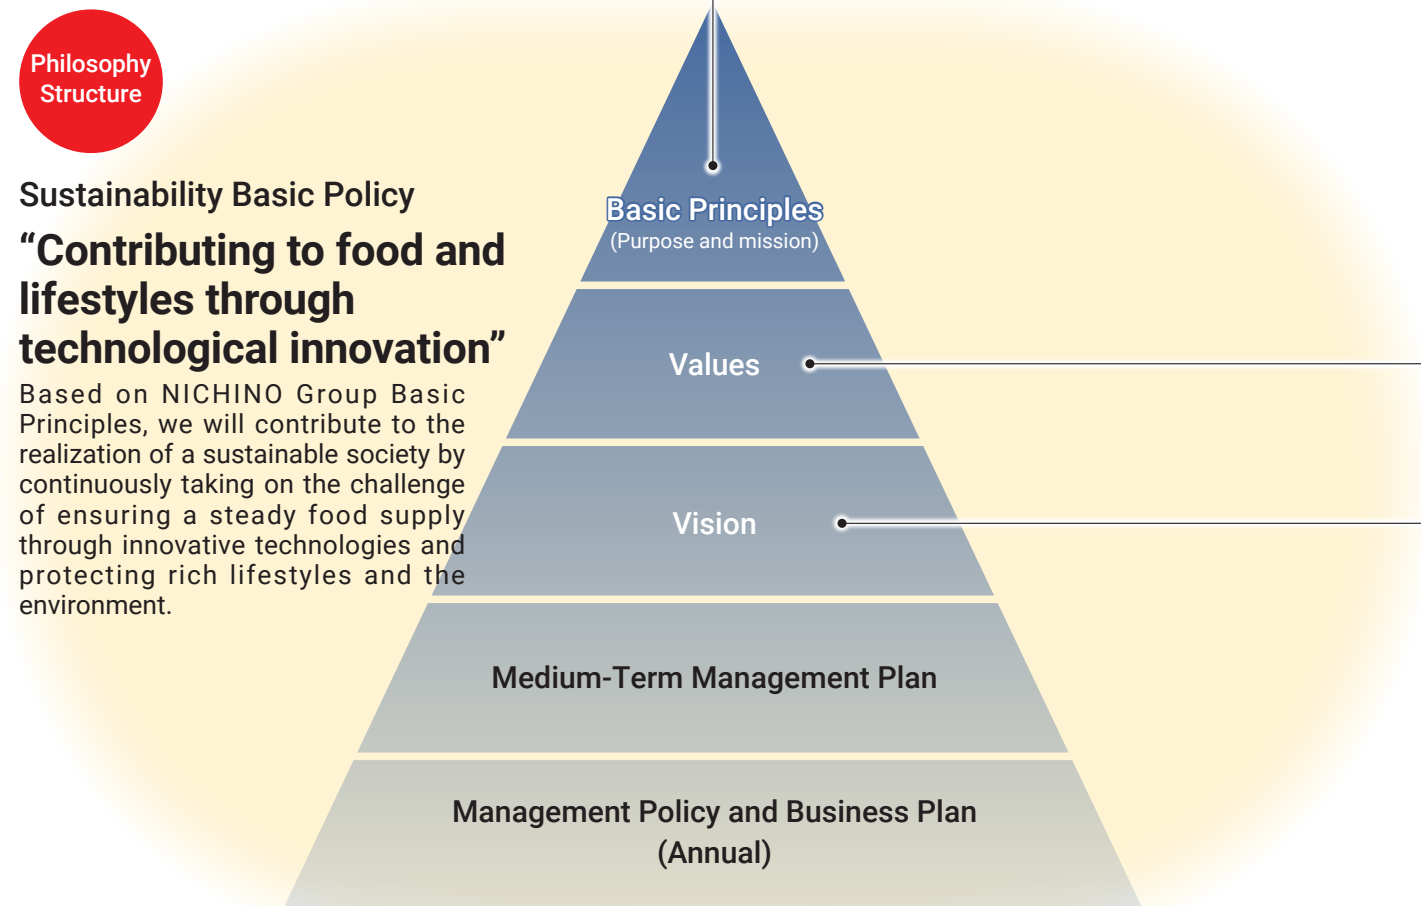 Philosophy
Structure
Sustainability Basic Policy
“Contributing to food and
lifestyles through
technological innovation”
Based on NICHINO Group Basic
Principles, we will contribute to the
realization of a sustainable society by
continuously taking on the challenge
of ensuring a steady food supply
through innovative technologies and
protecting rich lifestyles and the
environment.
Basic Principles
(Purpose and mission)
Values
Vision
Medium-Term Management Plan
Management Policy and Business Plan
(Annual)